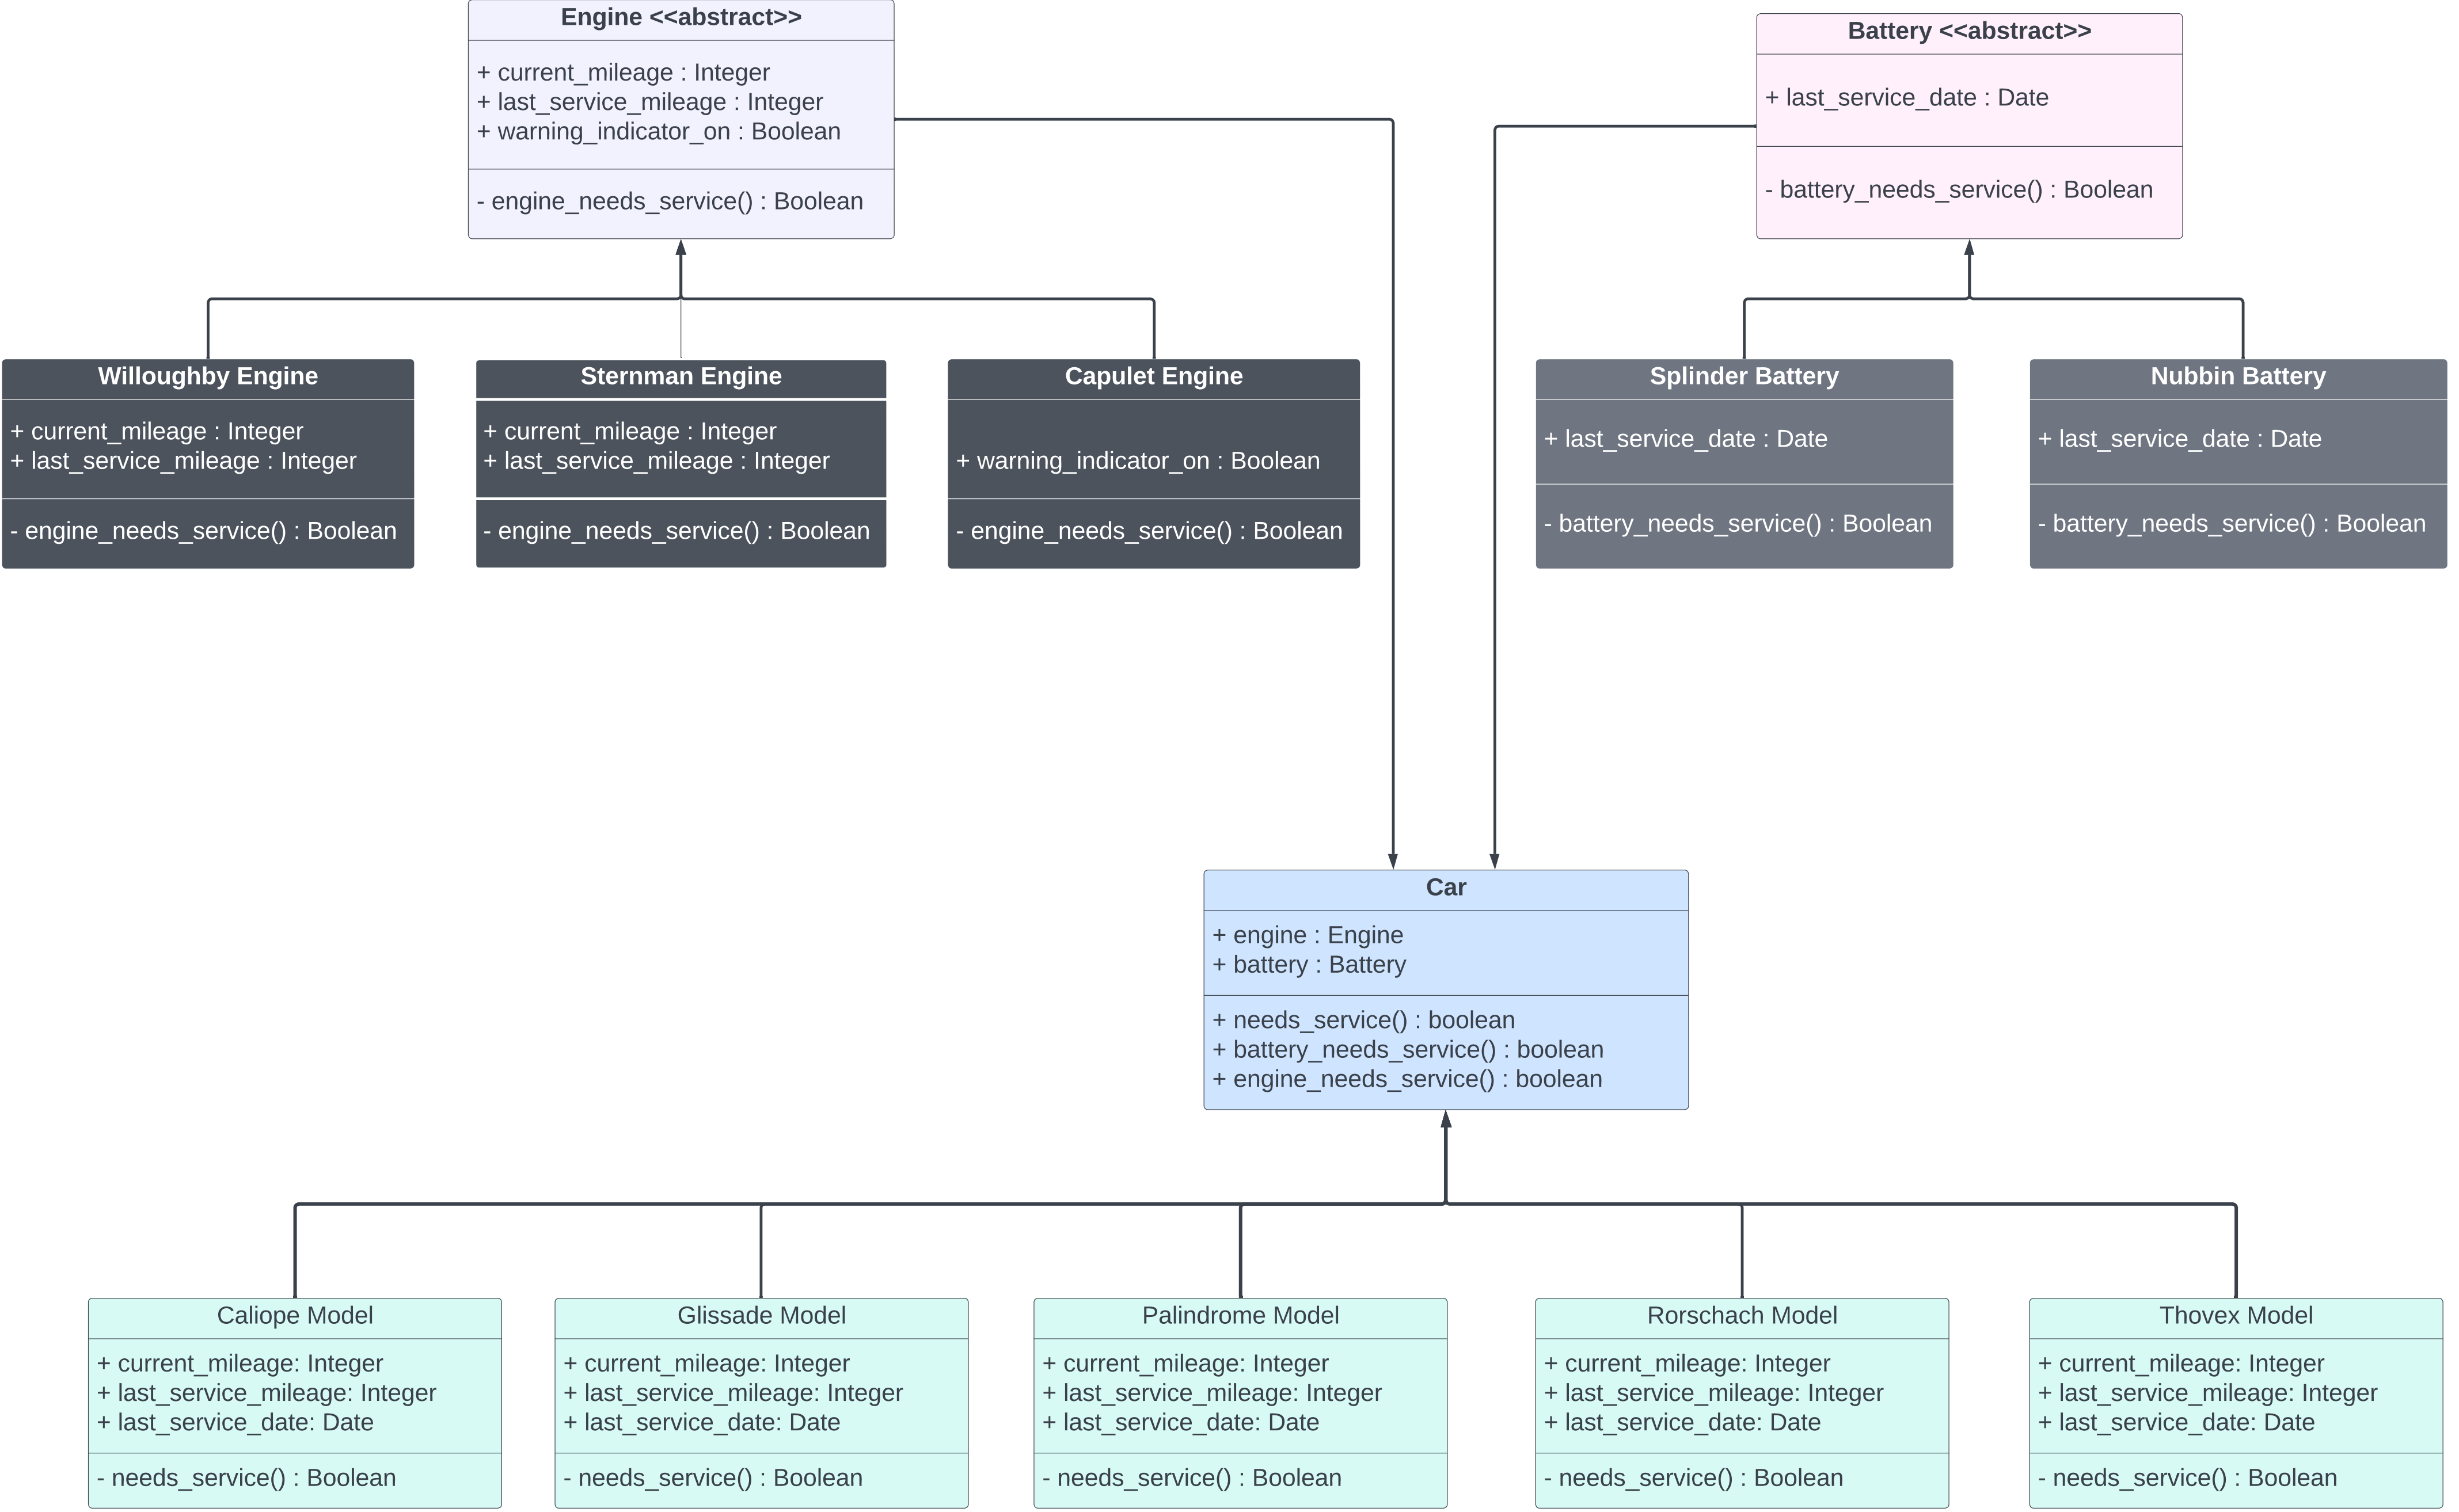 Engine <<abstract>>
+ current_mileage : Integer
+ last_service_mileage : Integer
+ warning_indicator_on : Boolean
- engine_needs_service() : Boolean
Battery <<abstract>>
+ last_service_date : Date
- battery_needs_service() : Boolean
Willoughby Engine
+ current_mileage : Integer
+ last_service_mileage : Integer
- engine_needs_service() : Boolean
Sternman Engine
+ current_mileage : Integer
+ last_service_mileage : Integer
- engine_needs_service() : Boolean
Capulet Engine
+ warning_indicator_on : Boolean
- engine_needs_service() : Boolean
Splinder Battery
+ last_service_date : Date
- battery_needs_service() : Boolean
Nubbin Battery
+ last_service_date : Date
- battery_needs_service() : Boolean
Car
+ engine : Engine
+ battery : Battery
+ needs_service() : boolean
+ battery_needs_service() : boolean
+ engine_needs_service() : boolean
Caliope Model
+ current_mileage: Integer
+ last_service_mileage: Integer
+ last_service_date: Date
- needs_service() : Boolean
Glissade Model
+ current_mileage: Integer
+ last_service_mileage: Integer
+ last_service_date: Date
- needs_service() : Boolean
Palindrome Model
+ current_mileage: Integer
+ last_service_mileage: Integer
+ last_service_date: Date
- needs_service() : Boolean
Rorschach Model
+ current_mileage: Integer
+ last_service_mileage: Integer
+ last_service_date: Date
- needs_service() : Boolean
Thovex Model
+ current_mileage: Integer
+ last_service_mileage: Integer
+ last_service_date: Date
- needs_service() : Boolean